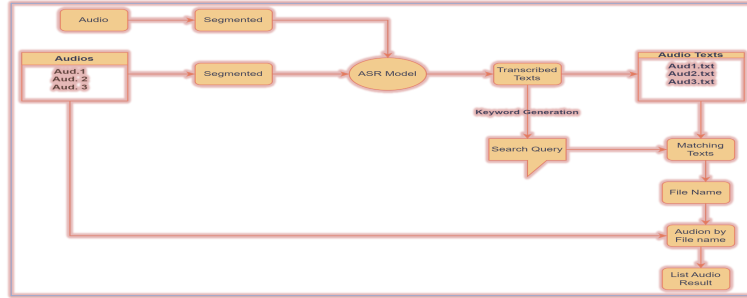 Audio
Segmented
Audios
Aud.1
Aud. 2
Aud. 3
Segmented
ASR Model
Transcribed
Texts
Audio Texts
Aud1.txt
Aud2.txt
Aud3.txt
Keyword Generation
Search Query
Matching
Texts
File Name
Audion by
File name
List Audio
Result